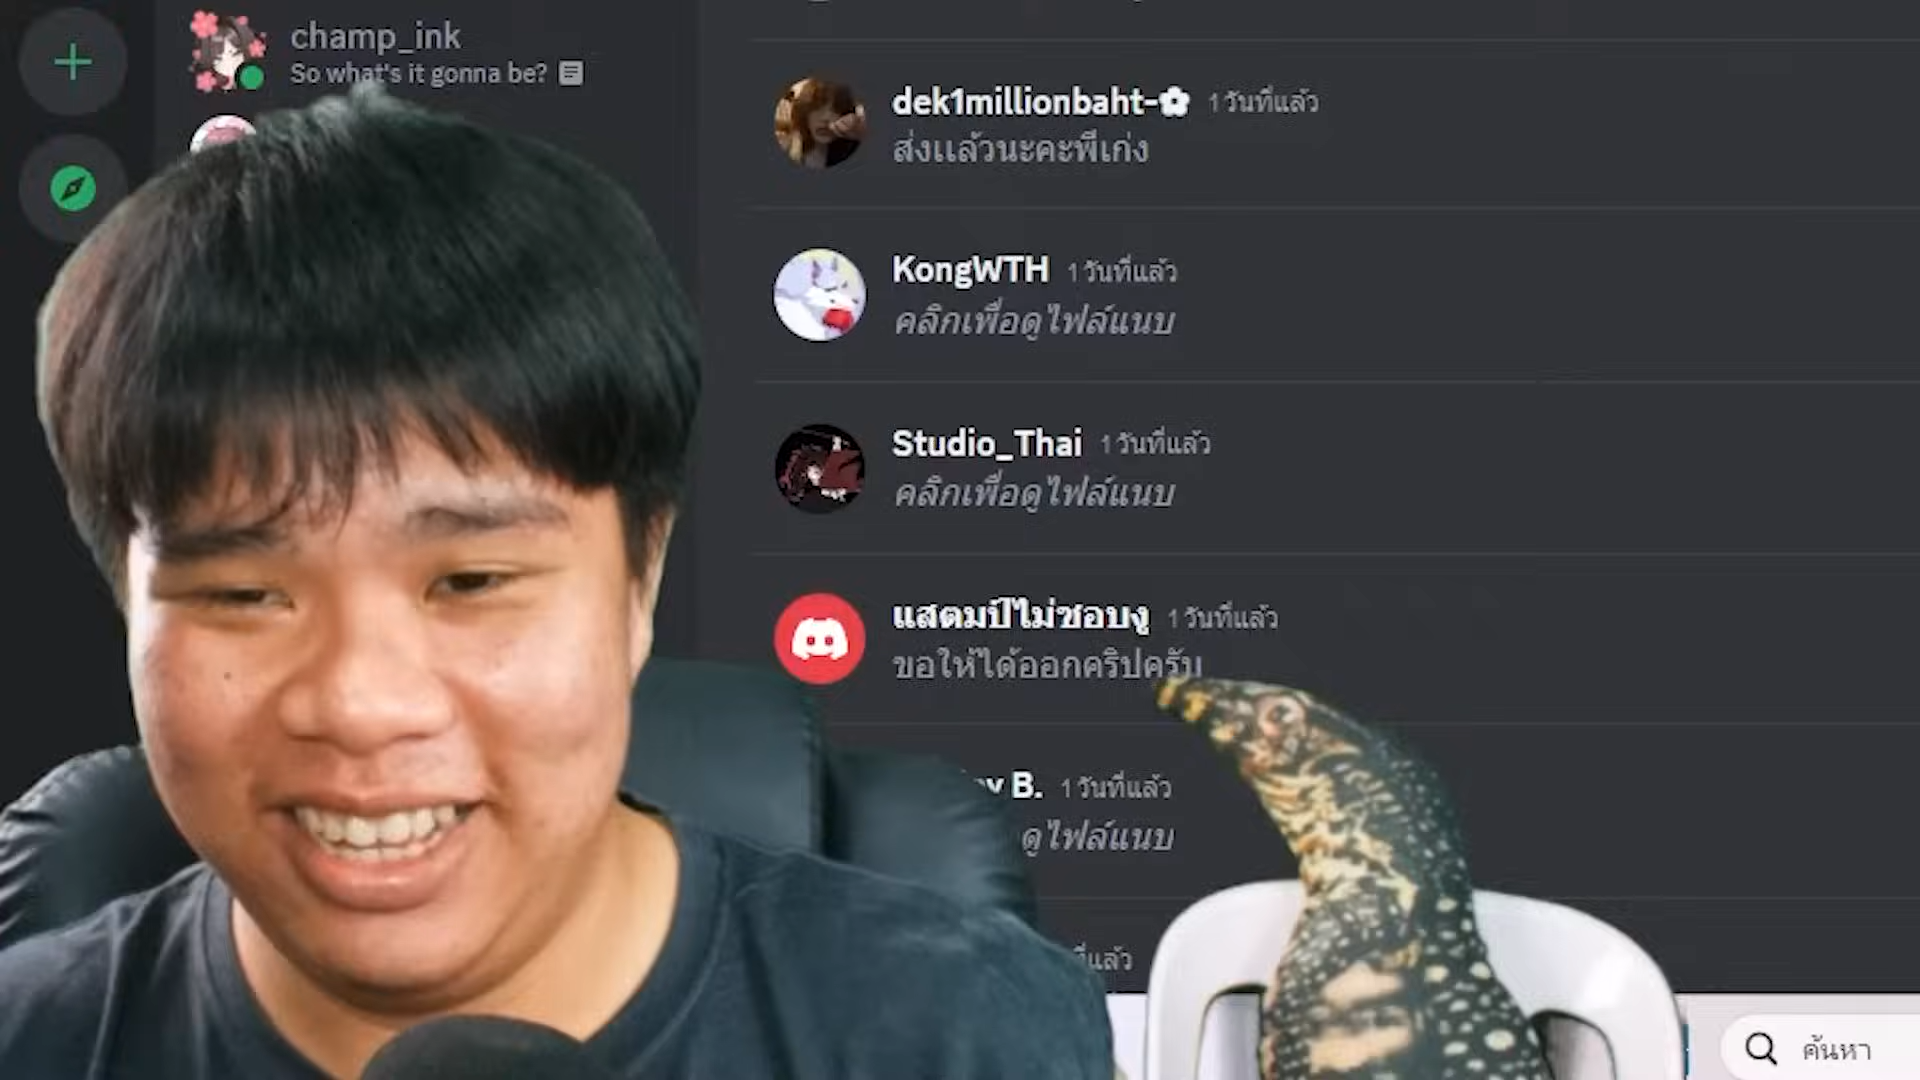 champ_ink
So what's it gonna be?
dek1millionbaht-✿ 1 วันที่แล้ว
ส่งเเล้วนะคะพี่เก่ง
KongWTH 1 วันที่แล้ว
คลิกเพื่อดูไฟล์แนบ
Studio_Thai 1 วันที่แล้ว
คลิกเพื่อดูไฟล์แนบ
แสตมป์ไม่ชอบงู 1 วันที่แล้ว
ขอให้ได้ออกคริปครับ
B. 1 วันที่แล้ว
ดูไฟล์แนบ
ที่แล้ว
ค้นหา